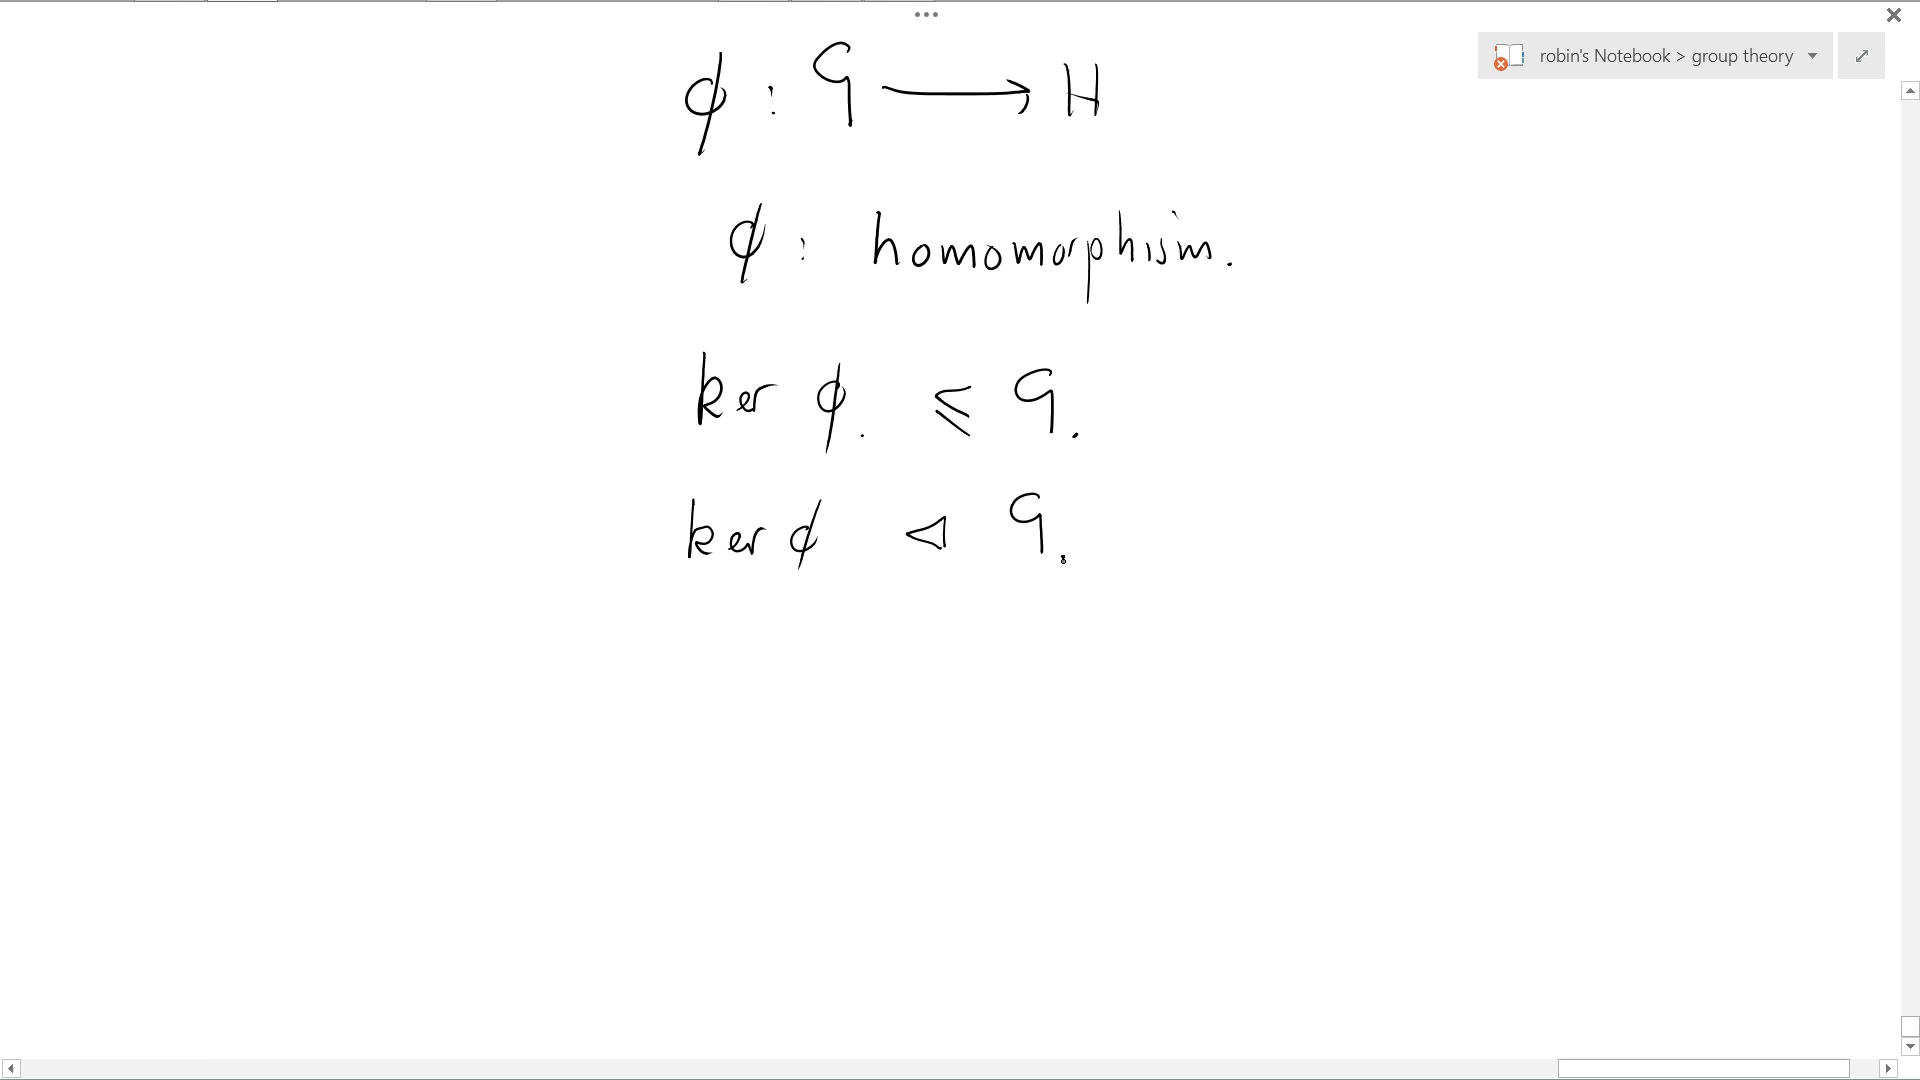 robin's Notebook > group theory
ϕ : G ⟶ H
ϕ : homomorphism.
ker ϕ. ⩽ G.
ker ϕ ⊲ G.